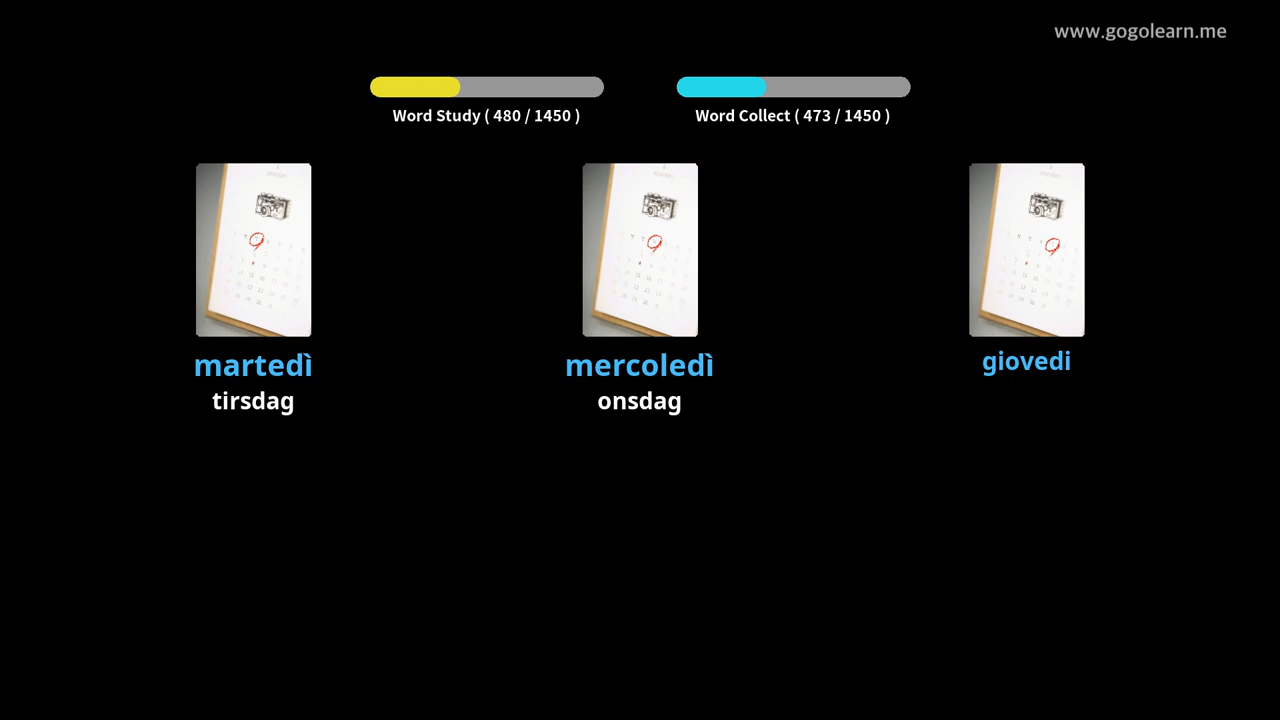 www.gogolearn.me
Word Study ( 480 / 1450 )
Word Collect ( 473 / 1450 )
martedì
mercoledì
giovedi
tirsdag
onsdag